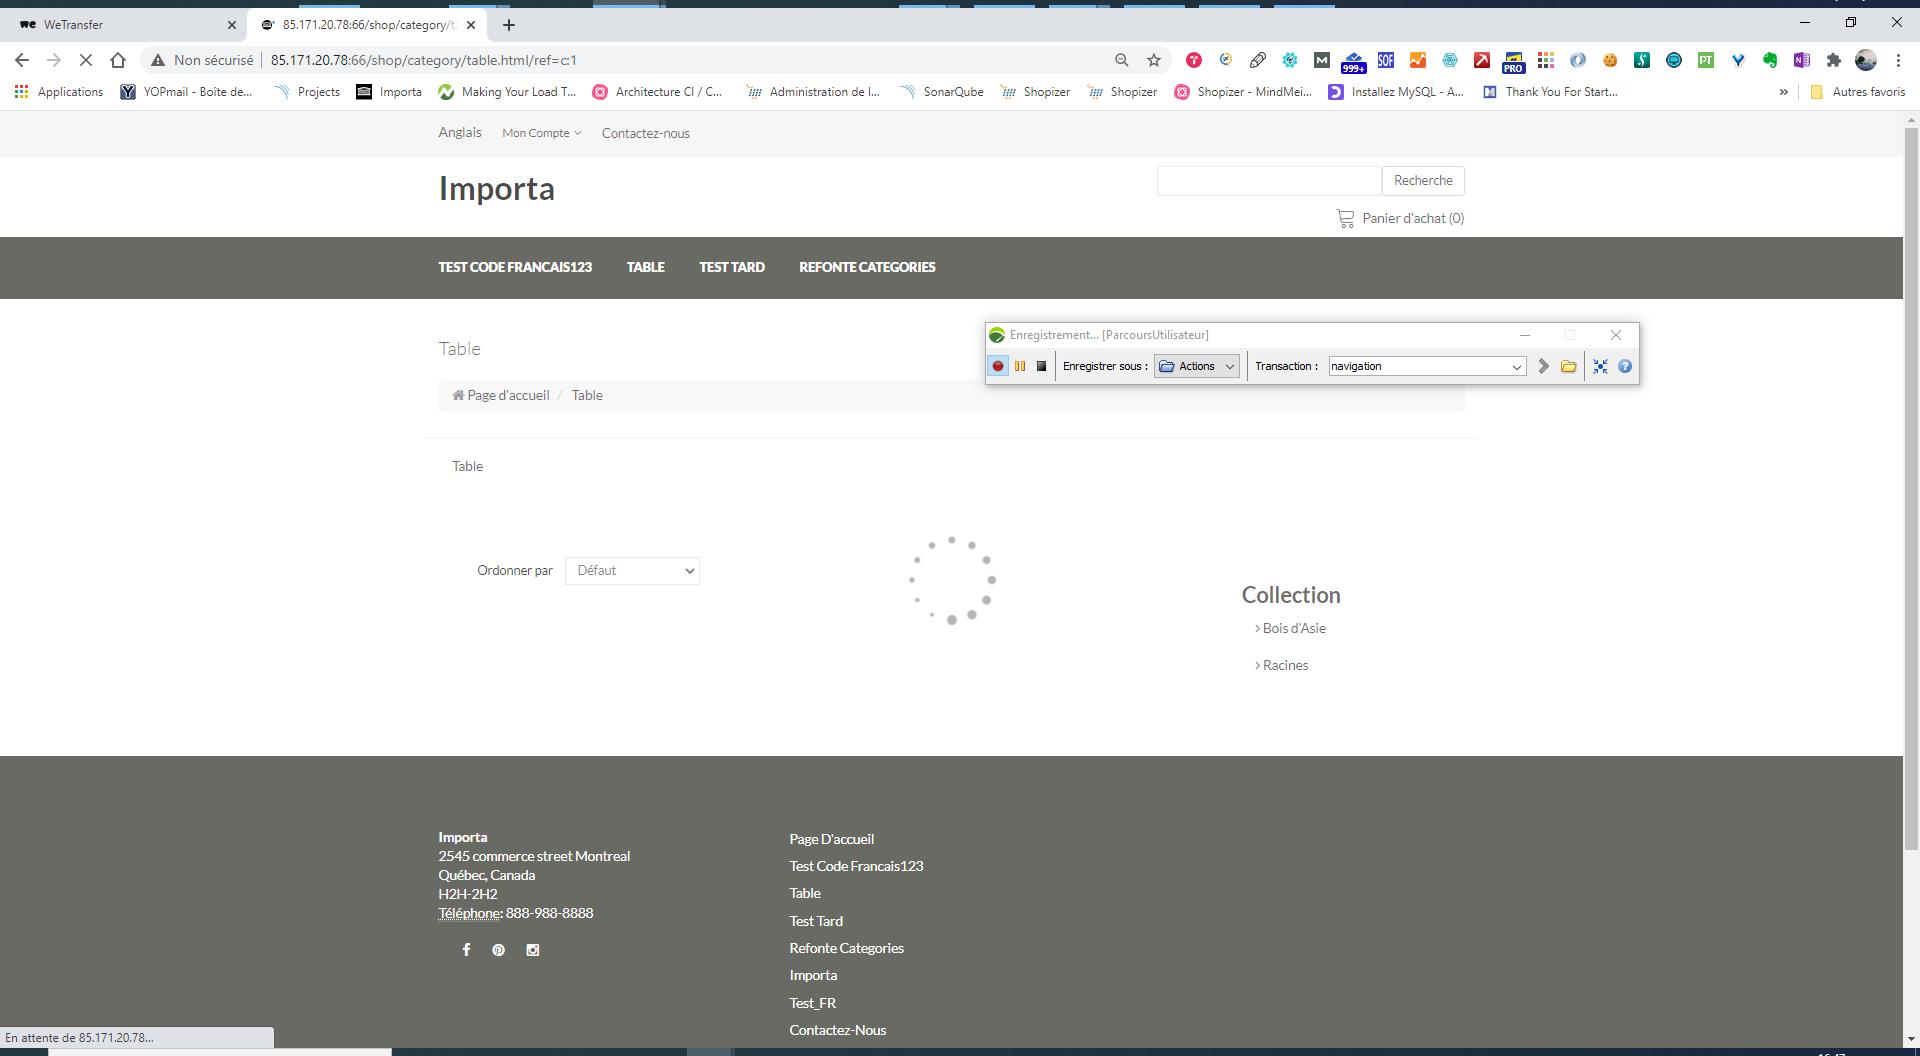 WeTransfer
85.171.20.78:66/shop/category/ta
Non sécurisé
85.171.20.78:66/shop/category/table.html/ref=c:1
999+
SOF
PRO
PT
Applications
YOPmail - Boîte de...
Projects
Importa
Making Your Load T...
Architecture CI / C...
Administration de l...
SonarQube
Shopizer
Shopizer
Shopizer - MindMei...
Installez MySQL - A...
Thank You For Start...
»
Autres favoris
Anglais
Mon Compte
Contactez-nous
Importa
Recherche
Panier d'achat (0)
TEST CODE FRANCAIS123
TABLE
TEST TARD
REFONTE CATEGORIES
Enregistrement... [ParcoursUtilisateur]
Enregistrer sous :
Actions
Transaction :
navigation
Table
Page d'accueil / Table
Table
Ordonner par
Défaut
Collection
Bois d'Asie
Racines
Importa
2545 commerce street Montreal
Québec, Canada
H2H-2H2
Téléphone: 888-988-8888
Page D'accueil
Test Code Francais123
Table
Test Tard
Refonte Categories
Importa
Test_FR
Contactez-Nous
En attente de 85.171.20.78...